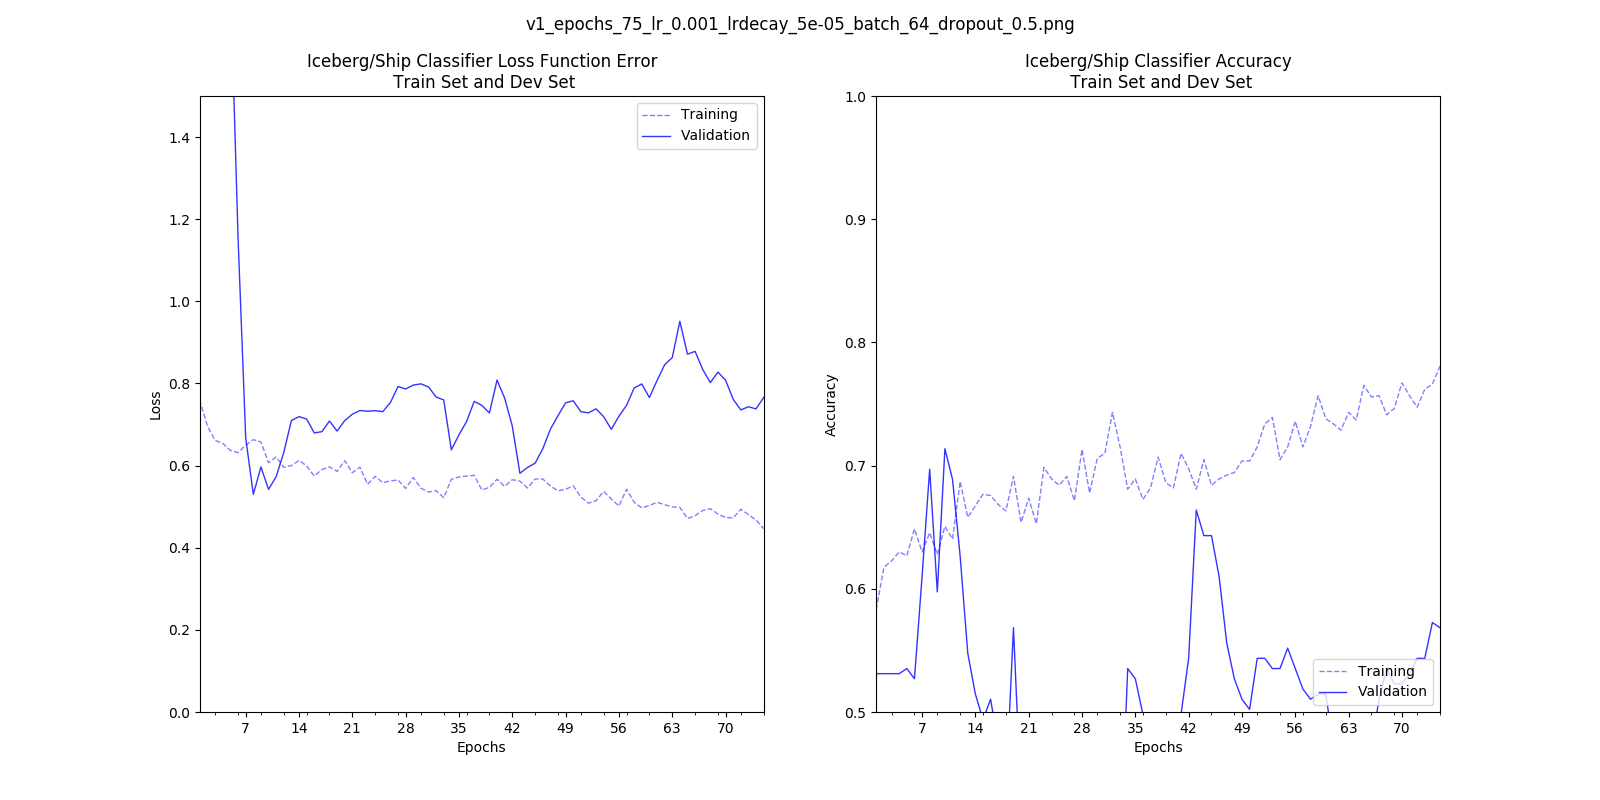 v1_epochs_75_lr_0.001_lrdecay_5e-05_batch_64_dropout_0.5.png
Iceberg/Ship Classifier Loss Function Error
Train Set and Dev Set
Training
Validation
1.4
1.2
1.0
0.8
0.6
0.4
0.2
0.0
Loss
7 14 21 28 35 42 49 56 63 70
Epochs
Iceberg/Ship Classifier Accuracy
Train Set and Dev Set
1.0
0.9
0.8
0.7
0.6
0.5
Accuracy
Training
Validation
7 14 21 28 35 42 49 56 63 70
Epochs